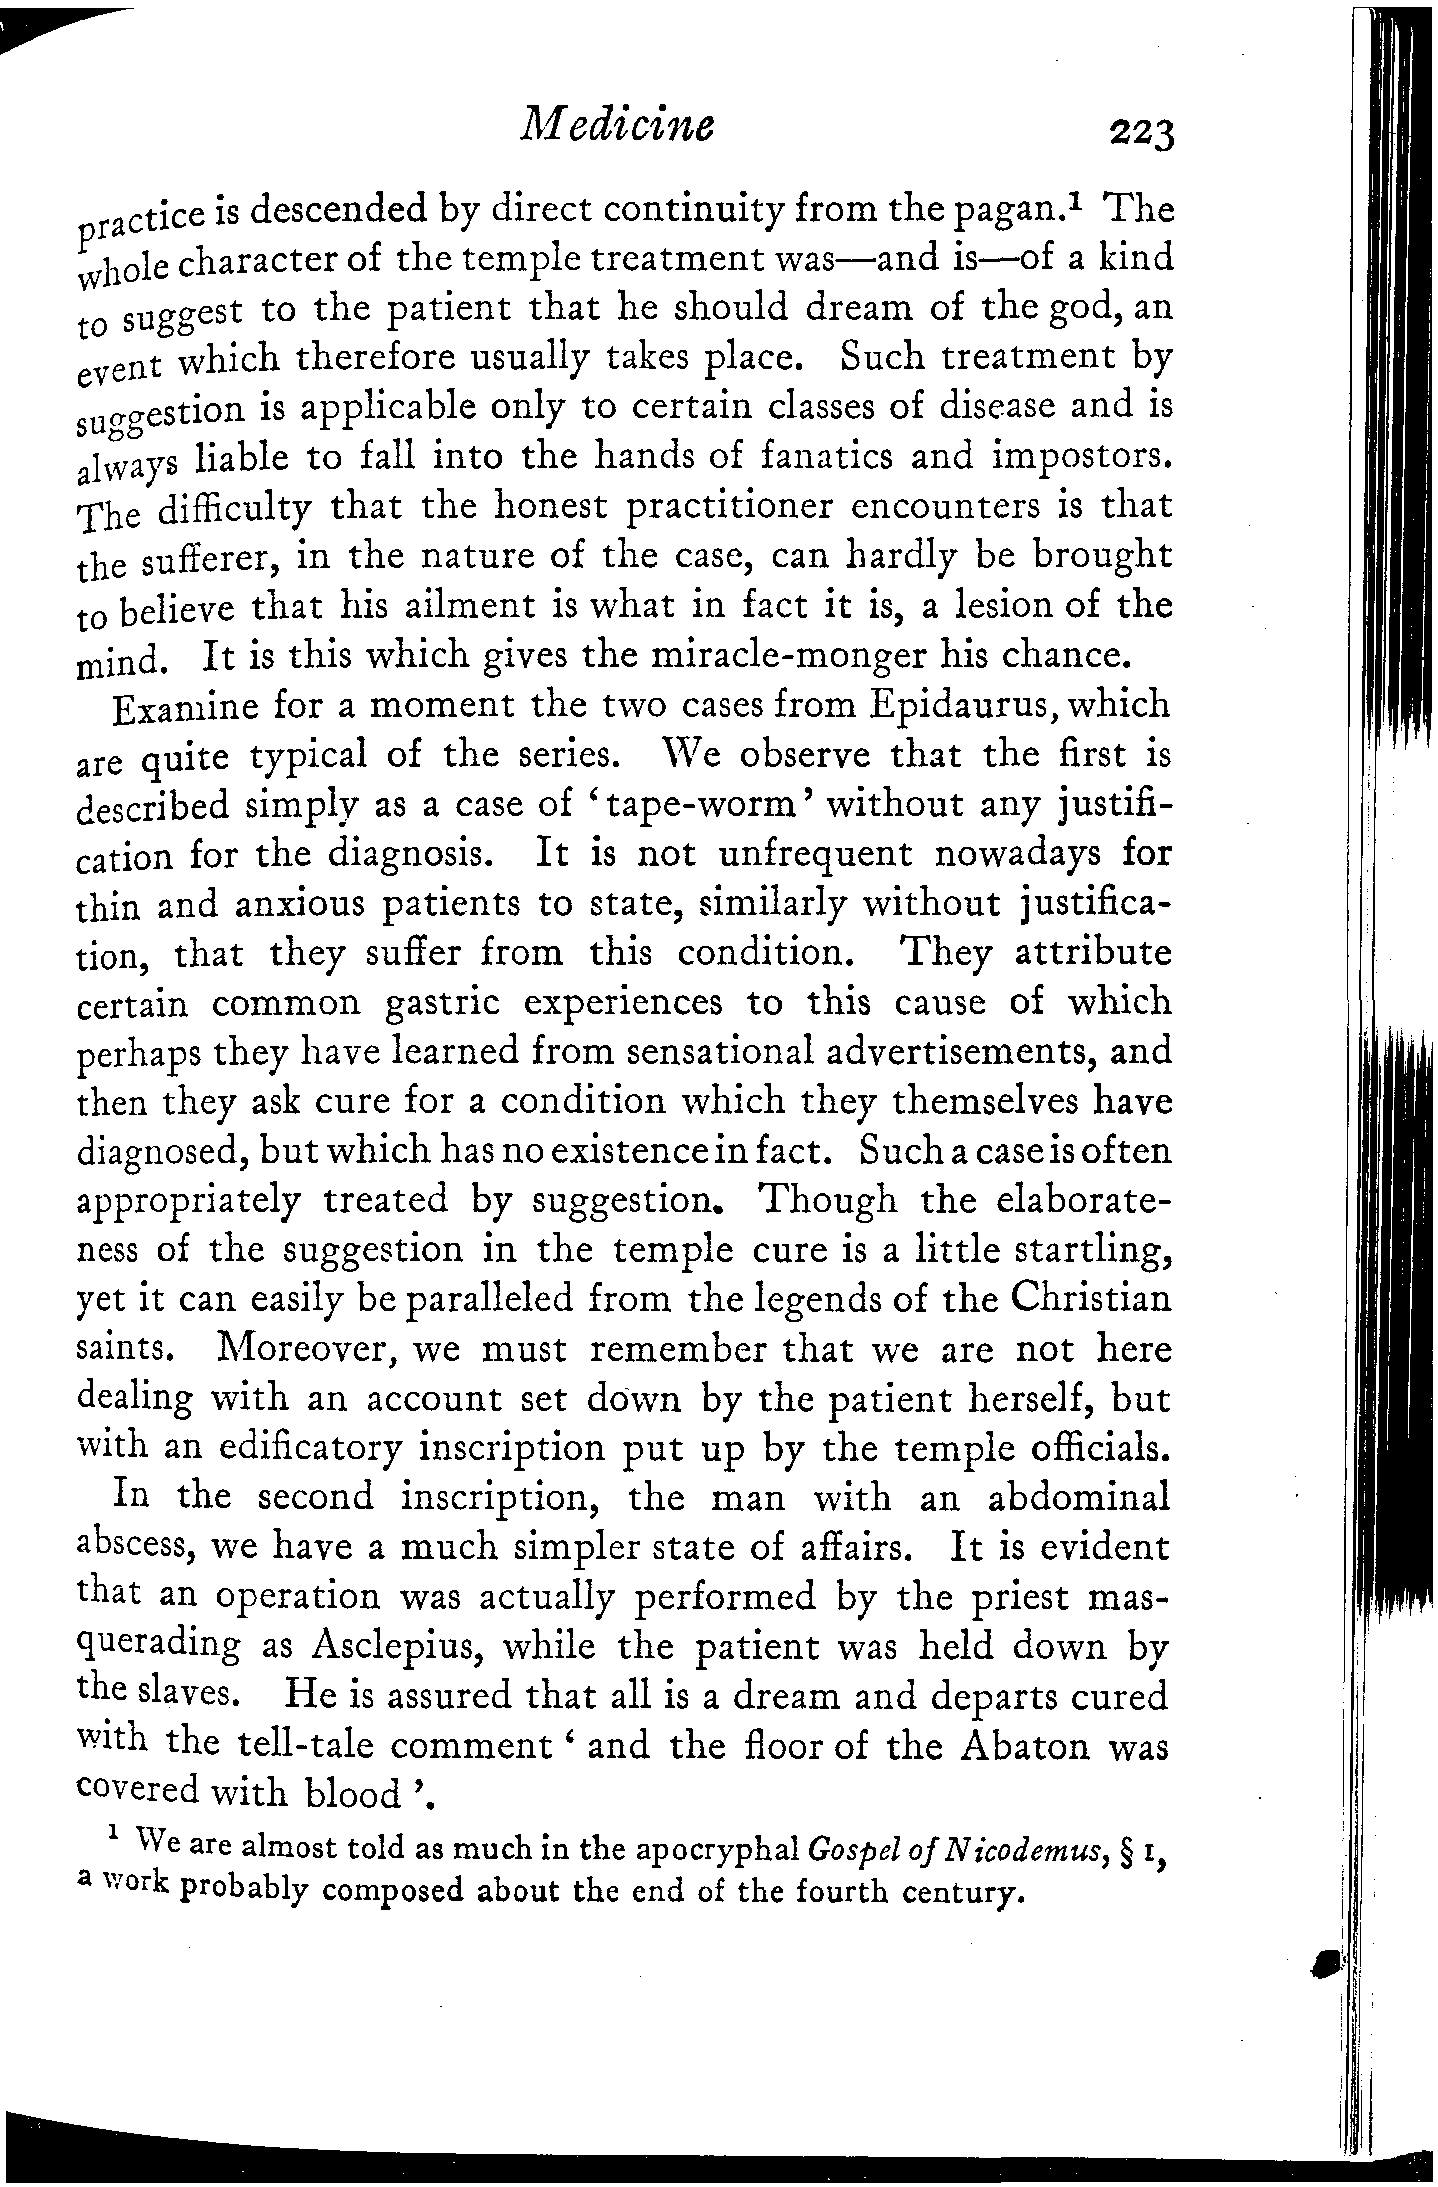 Medicine 223
practice is descended by direct continuity from the pagan.¹ The
whole character of the temple treatment was—and is—of a kind
to suggest to the patient that he should dream of the god, an
event which therefore usually takes place. Such treatment by
suggestion is applicable only to certain classes of disease and is
always liable to fall into the hands of fanatics and impostors.
The difficulty that the honest practitioner encounters is that
the sufferer, in the nature of the case, can hardly be brought
to believe that his ailment is what in fact it is, a lesion of the
mind. It is this which gives the miracle-monger his chance.
Examine for a moment the two cases from Epidaurus, which
are quite typical of the series. We observe that the first is
described simply as a case of ‘tape-worm’ without any justifi-
cation for the diagnosis. It is not unfrequent nowadays for
thin and anxious patients to state, similarly without justifica-
tion, that they suffer from this condition. They attribute
certain common gastric experiences to this cause of which
perhaps they have learned from sensational advertisements, and
then they ask cure for a condition which they themselves have
diagnosed, but which has no existence in fact. Such a case is often
appropriately treated by suggestion. Though the elaborate-
ness of the suggestion in the temple cure is a little startling,
yet it can easily be paralleled from the legends of the Christian
saints. Moreover, we must remember that we are not here
dealing with an account set down by the patient herself, but
with an edificatory inscription put up by the temple officials.
In the second inscription, the man with an abdominal
abscess, we have a much simpler state of affairs. It is evident
that an operation was actually performed by the priest mas-
querading as Asclepius, while the patient was held down by
the slaves. He is assured that all is a dream and departs cured
with the tell-tale comment ‘ and the floor of the Abaton was
covered with blood ’.
¹ We are almost told as much in the apocryphal Gospel of Nicodemus, § 1,
a work probably composed about the end of the fourth century.